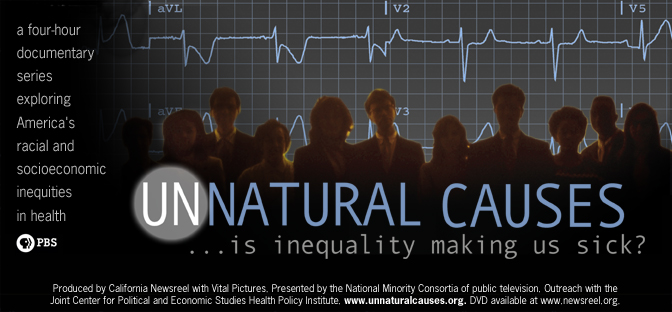 a four-hour
documentary
series
exploring
America's
racial and
socioeconomic
inequities
in health
PBS
aVL V2 V5
aVF V3
UNNATURAL CAUSES
...is inequality making us sick?
Produced by California Newsreel with Vital Pictures, Presented by the National Minority Consortia of public television, Outreach with the
Joint Center for Political and Economic Studies Health Policy Institute, www.unnaturalcauses.org. DVD available at www.newsreel.org.